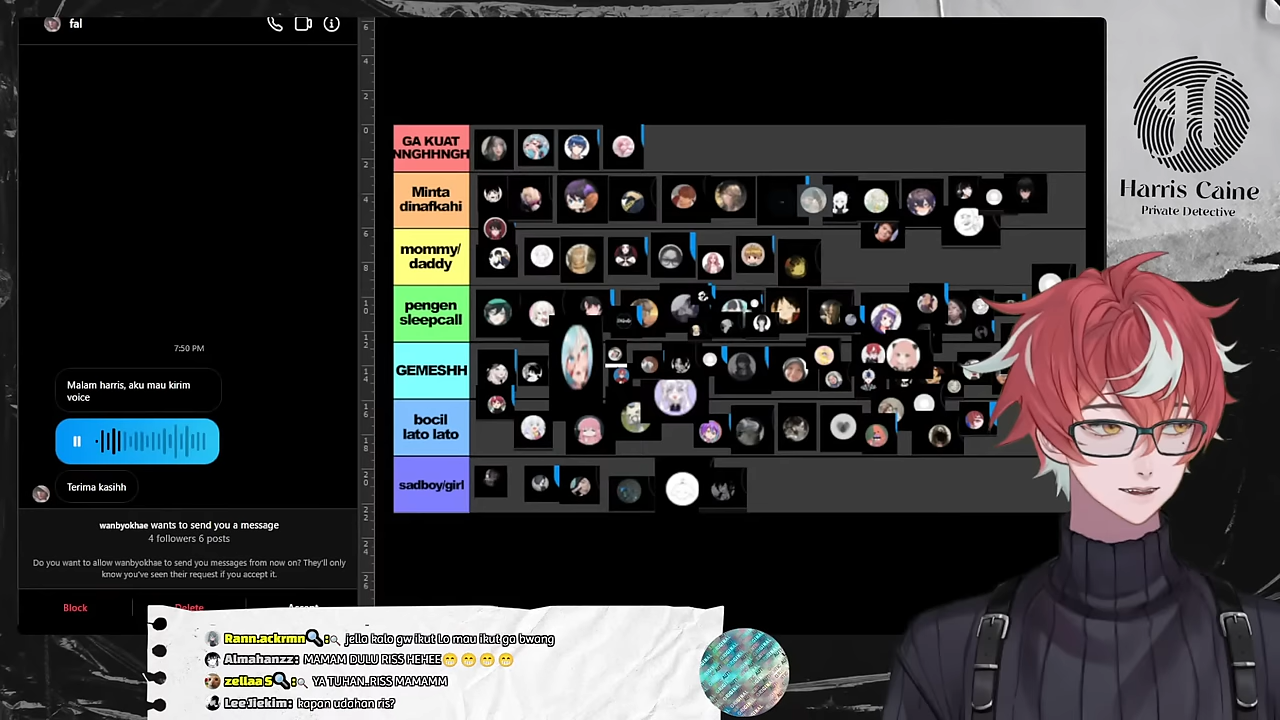 fal
7:50 PM
Malam harris, aku mau kirim
voice
Terima kasihh
wanbyokhae wants to send you a message
4 followers 6 posts
Do you want to allow wanbyokhae to send you messages from now on? They'll only
know you've seen their request if you accept it.
Block
Delete
Accept
GA KUAT
NNGHHNGH
Minta
dinafkahi
mommy/
daddy
pengen
sleepcall
GEMESHH
bocil
lato lato
sadboy/girl
Harris Caine
Private Detective
Rann.ackrmn: jella kalo gw ikut Lo mau ikut ga bwang
Almahanzz: MAMAM DULU RISS HEHEE😁😁😁😁
zellaa S: YA TUHAN..RISS MAMAMM
LeeJiekim: kapan udahan ris?